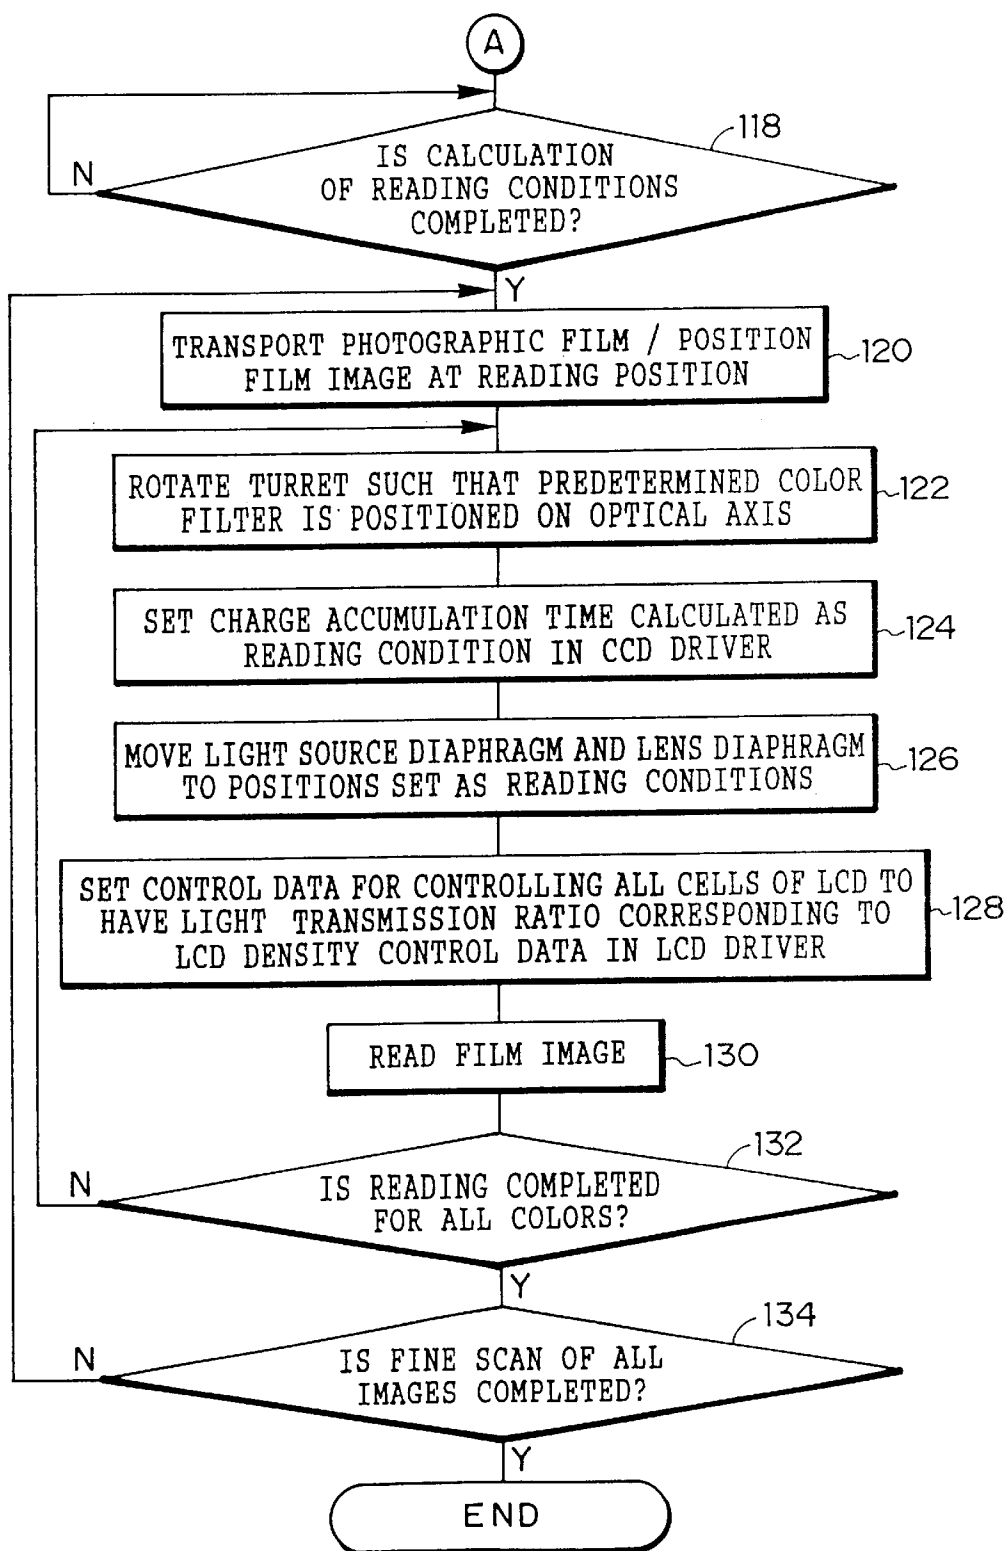 A
118
IS CALCULATION
N
OF READING CONDITIONS
COMPLETED?
Y
TRANSPORT PHOTOGRAPHIC FILM / POSITION
FILM IMAGE AT READING POSITION
120
ROTATE TURRET SUCH THAT PREDETERMINED COLOR
FILTER IS POSITIONED ON OPTICAL AXIS
122
SET CHARGE ACCUMULATION TIME CALCULATED AS
READING CONDITION IN CCD DRIVER
124
MOVE LIGHT SOURCE DIAPHRAGM AND LENS DIAPHRAGM
TO POSITIONS SET AS READING CONDITIONS
126
SET CONTROL DATA FOR CONTROLLING ALL CELLS OF LCD TO
HAVE LIGHT TRANSMISSION RATIO CORRESPONDING TO
LCD DENSITY CONTROL DATA IN LCD DRIVER
128
READ FILM IMAGE
130
132
N
IS READING COMPLETED
FOR ALL COLORS?
Y
134
N
IS FINE SCAN OF ALL
IMAGES COMPLETED?
Y
END